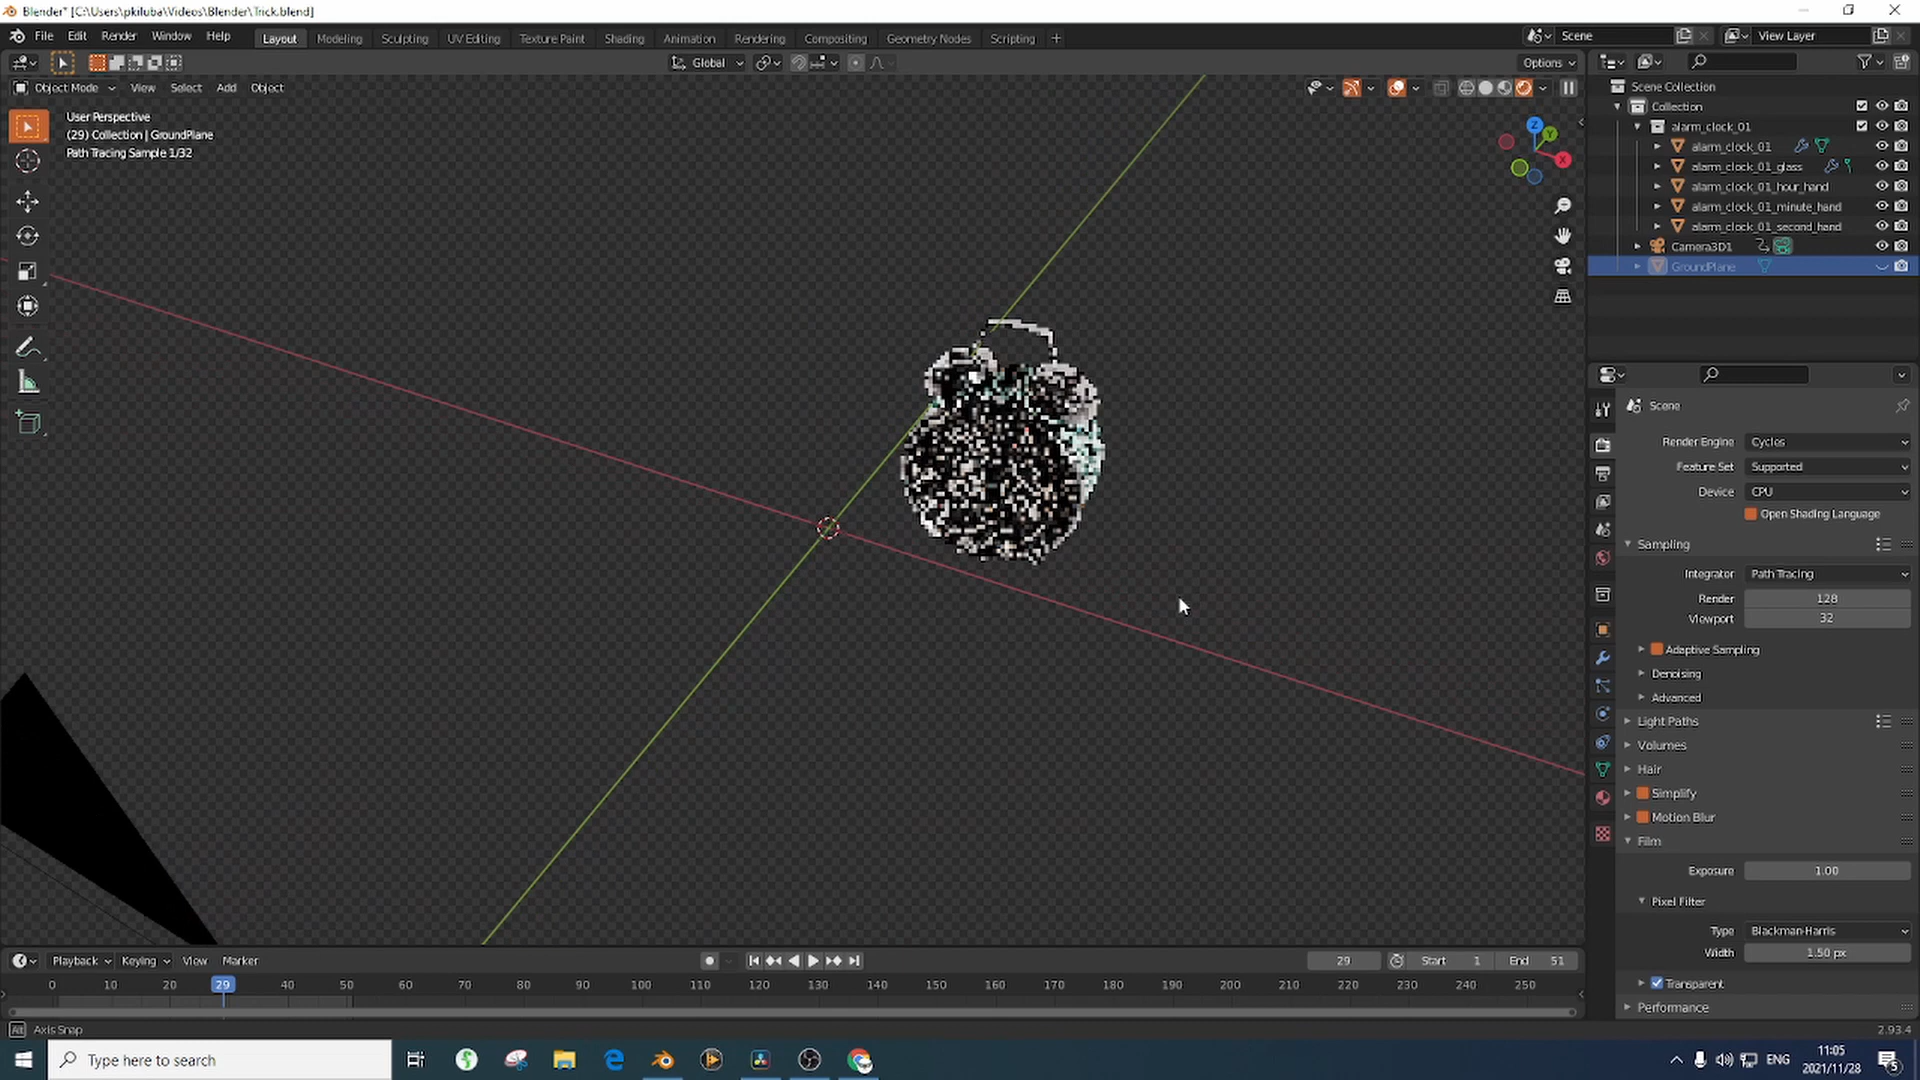 Blender* [C:\Users\pkiluba\Videos\Blender\Trick.blend]
File Edit Render Window Help Layout Modeling Sculpting UV Editing Texture Paint Shading Animation Rendering Compositing Geometry Nodes Scripting + Scene View Layer
Global Options
Object Mode View Select Add Object
User Perspective
(29) Collection | GroundPlane
Path Tracing Sample 1/32
Z
Y
X
Scene Collection
Collection
alarm_clock_01
alarm_clock_01
alarm_clock_01_glass
alarm_clock_01_hour_hand
alarm_clock_01_minute_hand
alarm_clock_01_second_hand
Camera3D1
GroundPlane
Scene
Render Engine Cycles
Feature Set Supported
Device CPU
Open Shading Language
Sampling
Integrator Path Tracing
Render 128
Viewport 32
Adaptive Sampling
Denoising
Advanced
Light Paths
Volumes
Hair
Simplify
Motion Blur
Film
Exposure 1.00
Pixel Filter
Type Blackman-Harris
Width 1.50 px
Transparent
Performance
Playback Keying View Marker 29 Start 1 End 51
0 10 20 29 40 50 60 70 80 90 100 110 120 130 140 150 160 170 180 190 200 210 220 230 240 250
Alt Axis Snap 2.93.4
Type here to search
ENG
11:05
2021/11/28
5